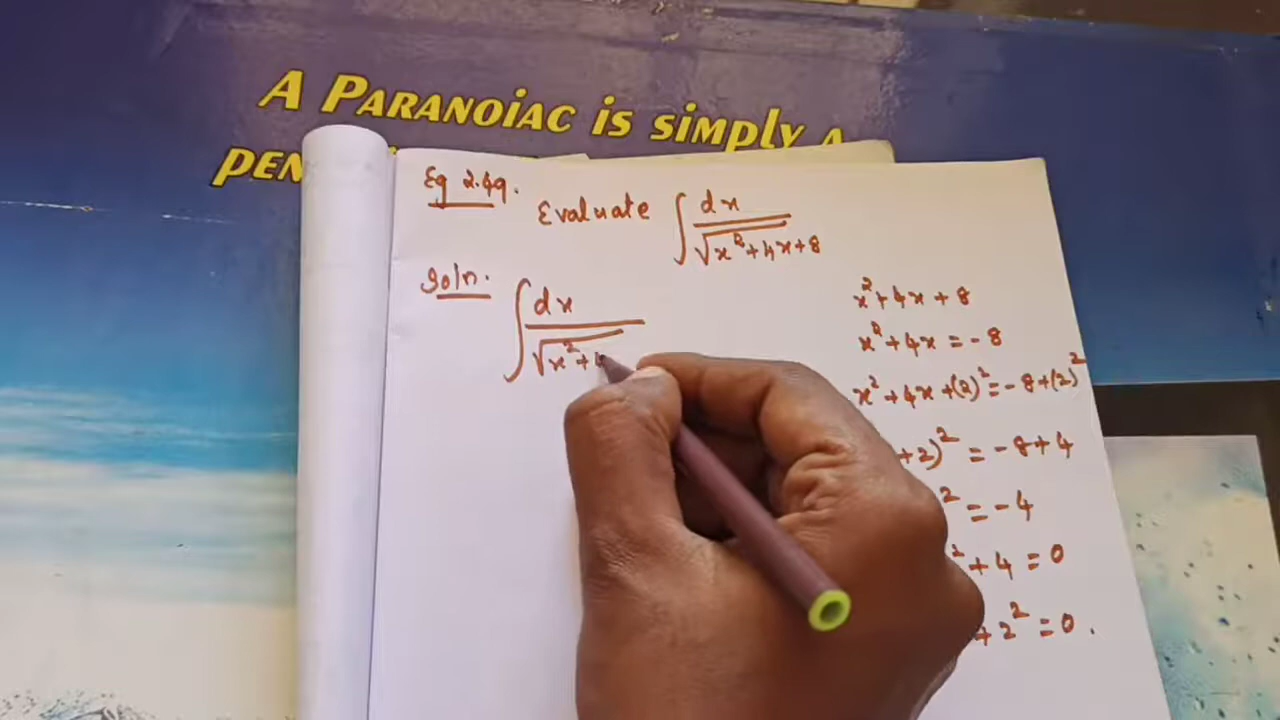 A PARANOIAC IS SIMPLY A
PEN
Eg 2.49.
Evaluate ∫ dx / √x²+4x+8
Soln.
∫ dx / √x²+4
x²+4x+8
x²+4x = -8
x²+4x+(2)² = -8+(2)²
+2)² = -8+4
² = -4
²+4 = 0
+2² = 0.